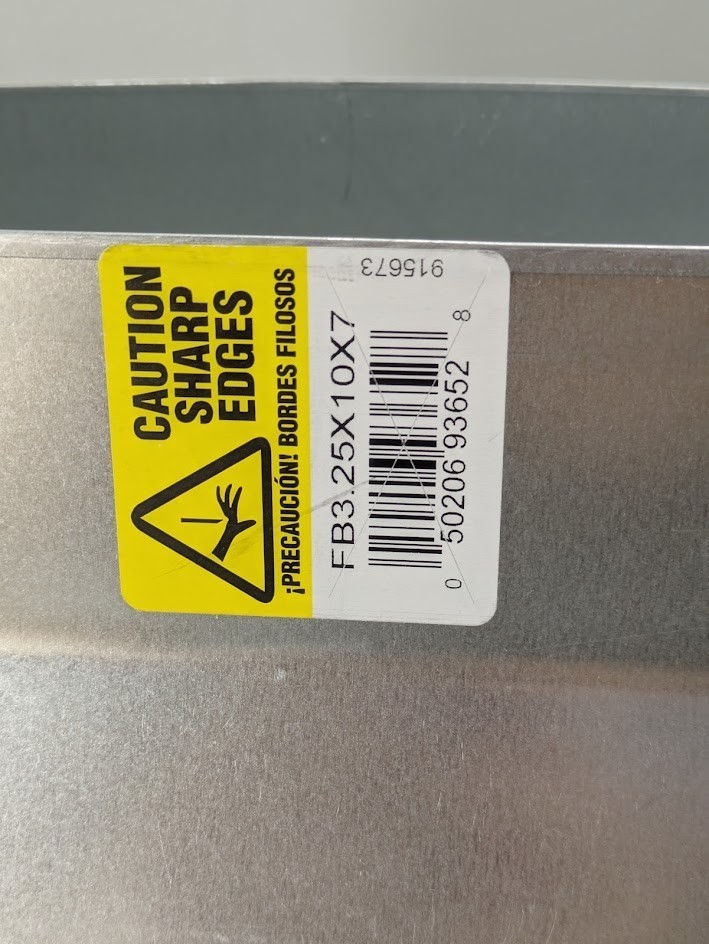 CAUTION
SHARP
EDGES
¡PRECAUCIÓN! BORDES FILOSOS
FB3.25X10X7
0 50206 93652 8
915673